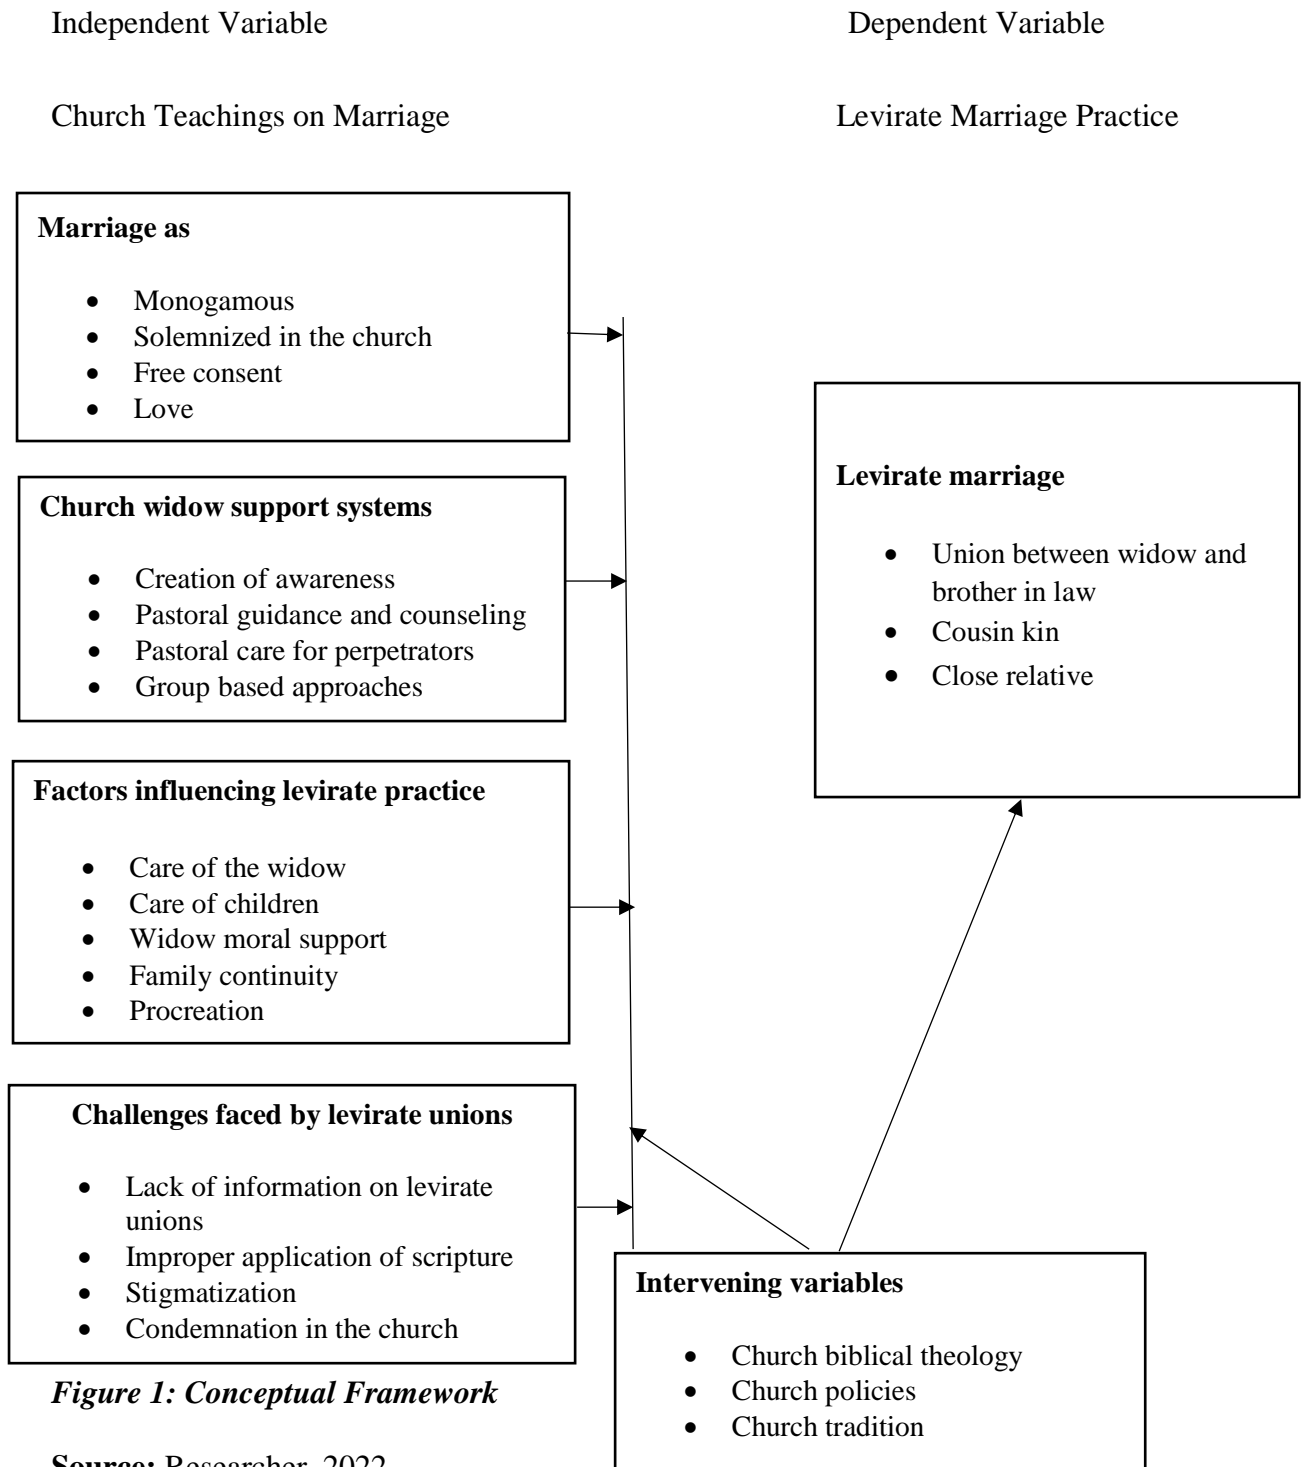 Independent Variable
Dependent Variable
Church Teachings on Marriage
Levirate Marriage Practice
Marriage as
• Monogamous
• Solemnized in the church
• Free consent
• Love
Church widow support systems
• Creation of awareness
• Pastoral guidance and counseling
• Pastoral care for perpetrators
• Group based approaches
Factors influencing levirate practice
• Care of the widow
• Care of children
• Widow moral support
• Family continuity
• Procreation
Challenges faced by levirate unions
• Lack of information on levirate
unions
• Improper application of scripture
• Stigmatization
• Condemnation in the church
Levirate marriage
• Union between widow and
brother in law
• Cousin kin
• Close relative
Intervening variables
• Church biblical theology
• Church policies
• Church tradition
Figure 1: Conceptual Framework
Source: Researcher, 2022